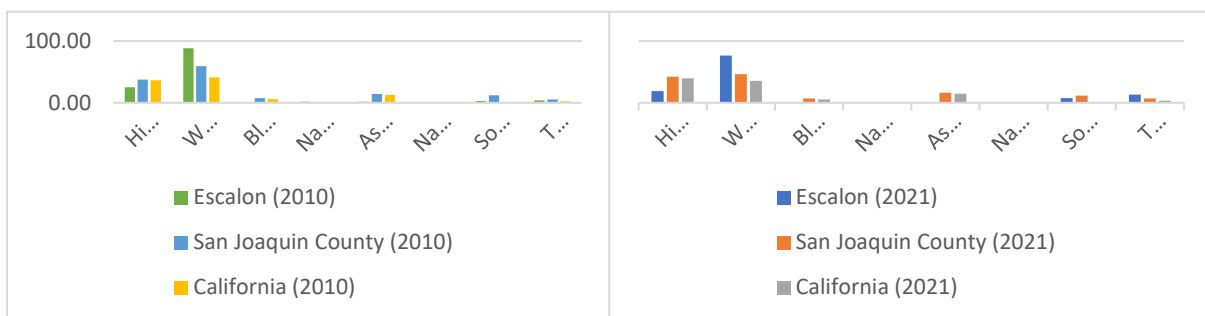 100.00
0.00
Hi...
W...
Bl...
Na...
As...
Na...
So...
T...
Hi...
W...
Bl...
Na...
As...
Na...
So...
T...
Escalon (2010)
San Joaquin County (2010)
California (2010)
Escalon (2021)
San Joaquin County (2021)
California (2021)